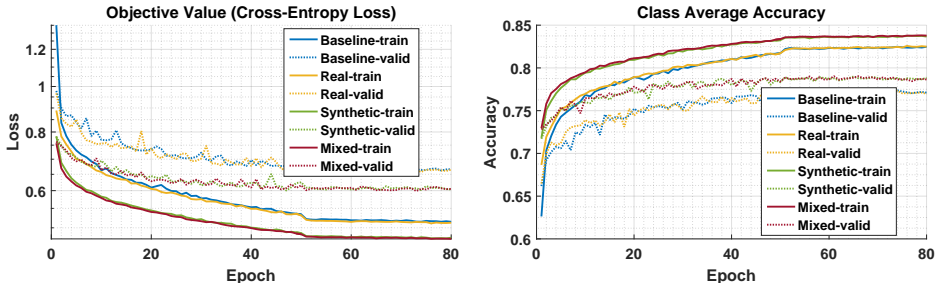 Objective Value (Cross-Entropy Loss)
1.2
1
0.8
0.6
Loss
0
20
40
60
80
Epoch
Baseline-train
Baseline-valid
Real-train
Real-valid
Synthetic-train
Synthetic-valid
Mixed-train
Mixed-valid
Class Average Accuracy
0.85
0.8
0.75
0.7
0.65
0.6
Accuracy
0
20
40
60
80
Epoch
Baseline-train
Baseline-valid
Real-train
Real-valid
Synthetic-train
Synthetic-valid
Mixed-train
Mixed-valid